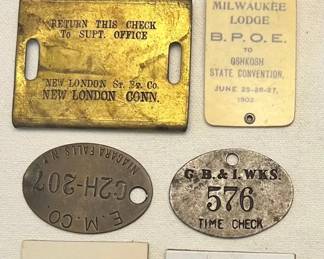 RETURN THIS CHECK
TO SUPT. OFFICE
NEW LONDON St. Ry. Co.
NEW LONDON CONN.
MILWAUKEE
LODGE
B.P.O.E.
TO
OSHKOSH
STATE CONVENTION,
JUNE 25-26-27,
1902
E. M. CO.
C2H-207
NIAGARA FALLS N.Y.
G. B. & I. WKS.
576
TIME CHECK